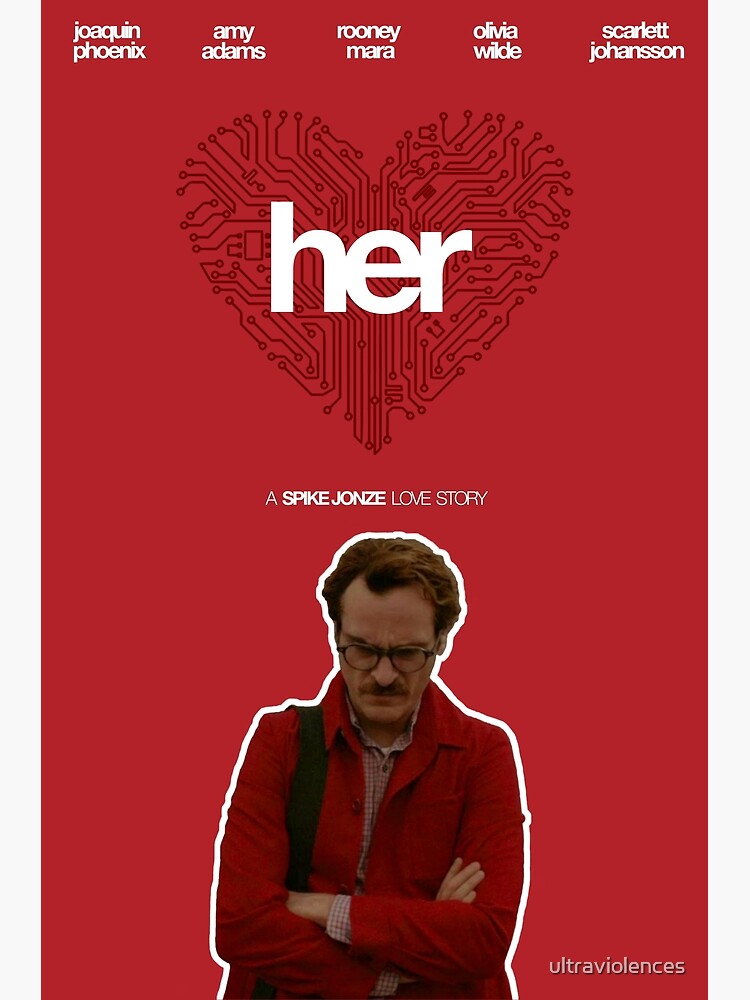 joaquin phoenix
amy adams
rooney mara
olivia wilde
scarlett johansson
her
A SPIKE JONZE LOVE STORY
ultraviolences